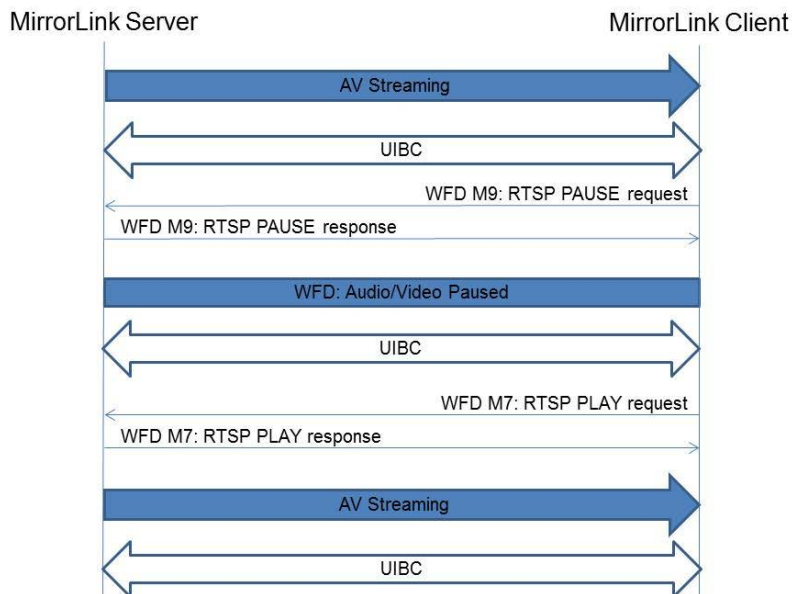 MirrorLink Server
MirrorLink Client
AV Streaming
UIBC
WFD M9: RTSP PAUSE request
WFD M9: RTSP PAUSE response
WFD: Audio/Video Paused
UIBC
WFD M7: RTSP PLAY request
WFD M7: RTSP PLAY response
AV Streaming
UIBC